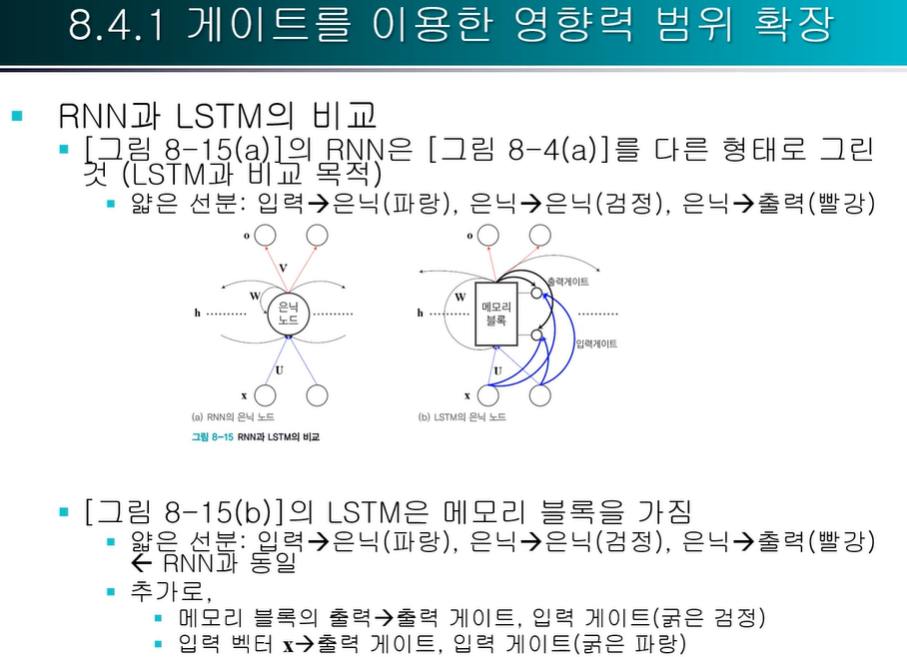 8.4.1 게이트를 이용한 영향력 범위 확장
RNN과 LSTM의 비교
[그림 8-15(a)]의 RNN은 [그림 8-4(a)]를 다른 형태로 그린
것 (LSTM과 비교 목적)
얇은 선분: 입력→은닉(파랑), 은닉→은닉(검정), 은닉→출력(빨강)
o
V
W
h
은닉
노드
U
x
(a) RNN의 은닉 노드
o
출력게이트
W
h
메모리
블록
입력게이트
U
x
(b) LSTM의 은닉 노드
그림 8-15 RNN과 LSTM의 비교
[그림 8-15(b)]의 LSTM은 메모리 블록을 가짐
얇은 선분: 입력→은닉(파랑), 은닉→은닉(검정), 은닉→출력(빨강)
← RNN과 동일
추가로,
메모리 블록의 출력→출력 게이트, 입력 게이트(굵은 검정)
입력 벡터 x→출력 게이트, 입력 게이트(굵은 파랑)